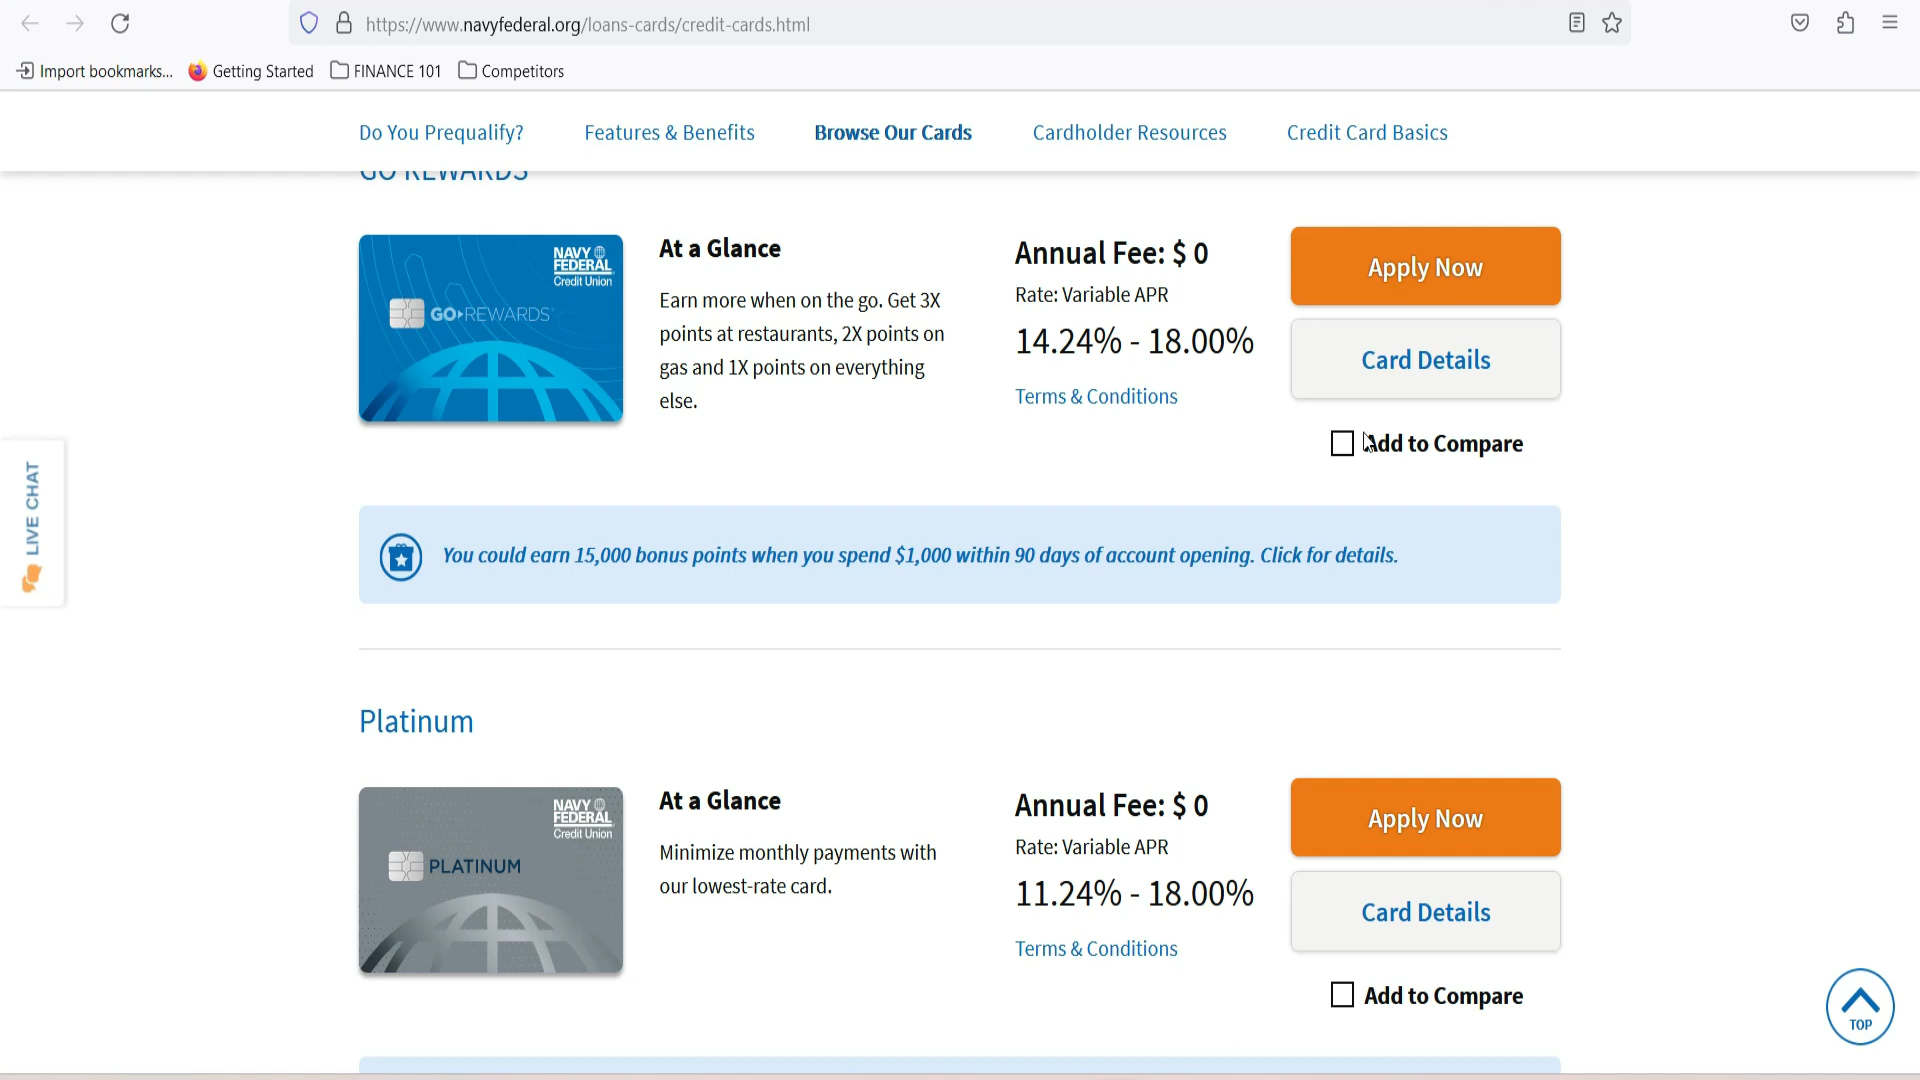 https://www.navyfederal.org/loans-cards/credit-cards.html
Import bookmarks... Getting Started FINANCE 101 Competitors
Do You Prequalify? Features & Benefits Browse Our Cards Cardholder Resources Credit Card Basics
GO REWARDS
NAVY
FEDERAL
Credit Union
GO REWARDS
At a Glance
Earn more when on the go. Get 3X
points at restaurants, 2X points on
gas and 1X points on everything
else.
Annual Fee: $ 0
Rate: Variable APR
14.24% - 18.00%
Terms & Conditions
Apply Now
Card Details
Add to Compare
LIVE CHAT
You could earn 15,000 bonus points when you spend $1,000 within 90 days of account opening. Click for details.
Platinum
NAVY
FEDERAL
Credit Union
PLATINUM
At a Glance
Minimize monthly payments with
our lowest-rate card.
Annual Fee: $ 0
Rate: Variable APR
11.24% - 18.00%
Terms & Conditions
Apply Now
Card Details
Add to Compare
TOP